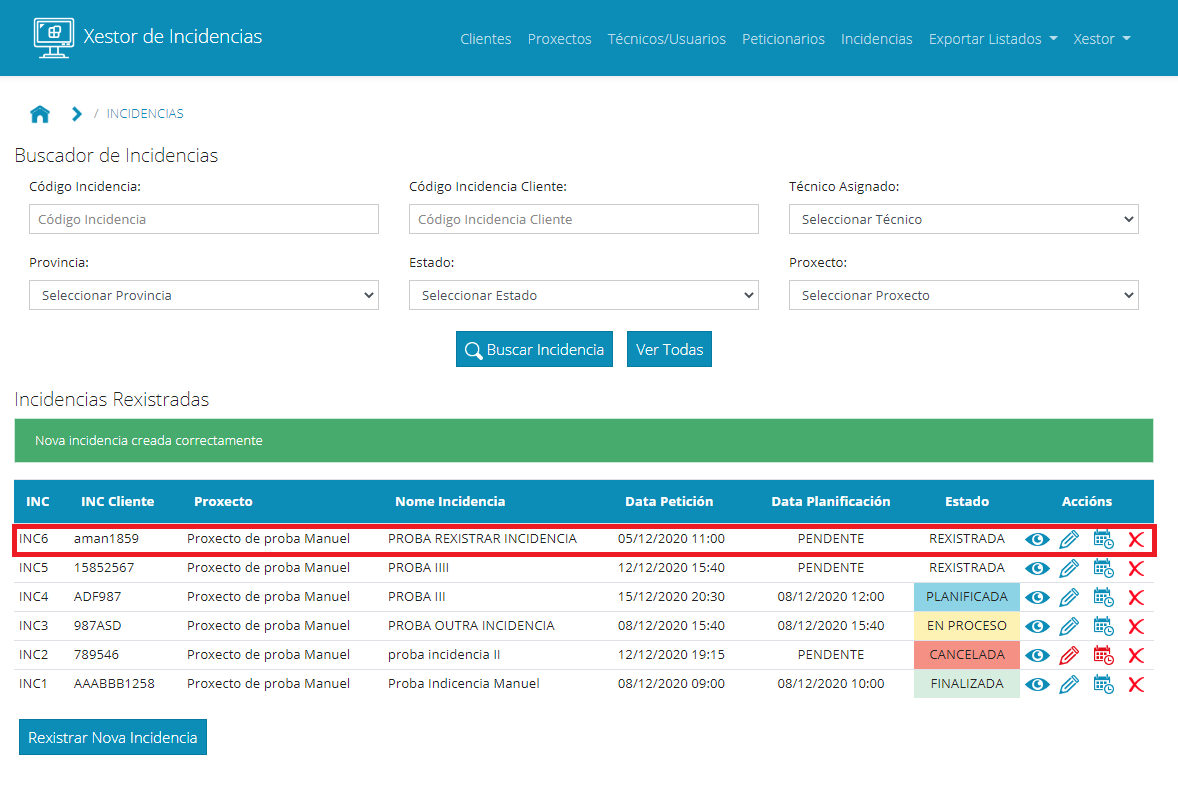 Xestor de Incidencias
Clientes Proxectos Técnicos/Usuarios Peticionarios Incidencias Exportar Listados Xestor
/ INCIDENCIAS
Buscador de Incidencias
Código Incidencia: Código Incidencia Cliente: Técnico Asignado:
Código Incidencia Código Incidencia Cliente Seleccionar Técnico
Provincia: Estado: Proxecto:
Seleccionar Provincia Seleccionar Estado Seleccionar Proxecto
Buscar Incidencia Ver Todas
Incidencias Rexistradas
Nova incidencia creada correctamente
INC INC Cliente Proxecto Nome Incidencia Data Petición Data Planificación Estado Accións
INC6 aman1859 Proxecto de proba Manuel PROBA REXISTRAR INCIDENCIA 05/12/2020 11:00 PENDENTE REXISTRADA
INC5 15852567 Proxecto de proba Manuel PROBA IIII 12/12/2020 15:40 PENDENTE REXISTRADA
INC4 ADF987 Proxecto de proba Manuel PROBA III 15/12/2020 20:30 08/12/2020 12:00 PLANIFICADA
INC3 987ASD Proxecto de proba Manuel PROBA OUTRA INCIDENCIA 08/12/2020 15:40 08/12/2020 15:40 EN PROCESO
INC2 789546 Proxecto de proba Manuel proba incidencia II 12/12/2020 19:15 PENDENTE CANCELADA
INC1 AAABBB1258 Proxecto de proba Manuel Proba Indicencia Manuel 08/12/2020 09:00 08/12/2020 10:00 FINALIZADA
Rexistrar Nova Incidencia